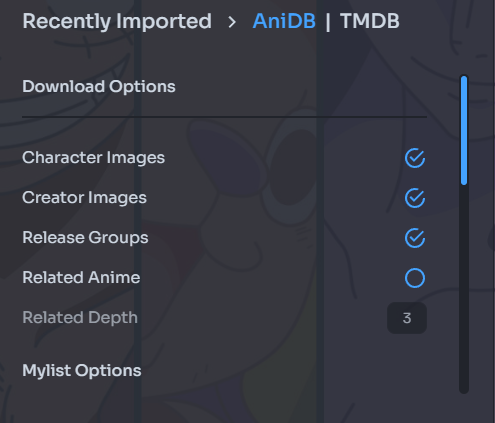 Recently Imported > AniDB | TMDB
Download Options
Character Images
Creator Images
Release Groups
Related Anime
Related Depth 3
Mylist Options